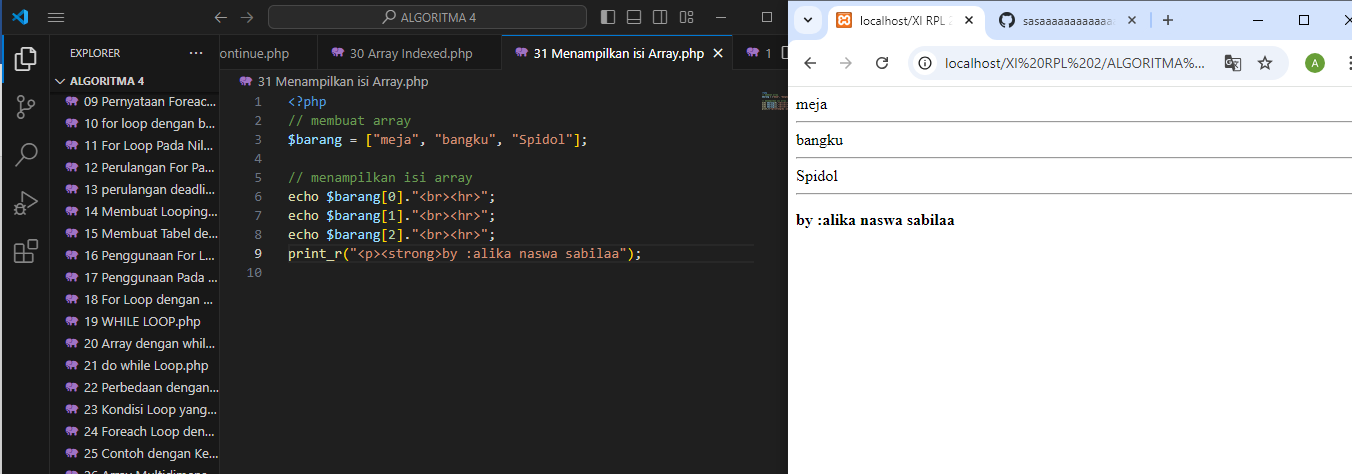 ALGORITMA 4
EXPLORER
ALGORITMA 4
09 Pernyataan Foreac...
10 for loop dengan b...
11 For Loop Pada Nil...
12 Perulangan For Pa...
13 perulangan deadli...
14 Membuat Looping...
15 Membuat Tabel de...
16 Penggunaan For L...
17 Penggunaan Pada ...
18 For Loop dengan ...
19 WHILE LOOP.php
20 Array dengan whil...
21 do while Loop.php
22 Perbedaan dengan...
23 Kondisi Loop yang...
24 Foreach Loop den...
25 Contoh dengan Ke...
26 Array Multidimens...
ontinue.php
30 Array Indexed.php
31 Menampilkan isi Array.php
1
31 Menampilkan isi Array.php
1 <?php
2 // membuat array
3 $barang = ["meja", "bangku", "Spidol"];
4
5 // menampilkan isi array
6 echo $barang[0]."<br><hr>";
7 echo $barang[1]."<br><hr>";
8 echo $barang[2]."<br><hr>";
9 print_r("<p><strong>by :alika naswa sabilaa");
10
localhost/XI RPL 2
sasaaaaaaaaaaaa
localhost/XI%20RPL%202/ALGORITMA%...
A
meja
bangku
Spidol
by :alika naswa sabilaa